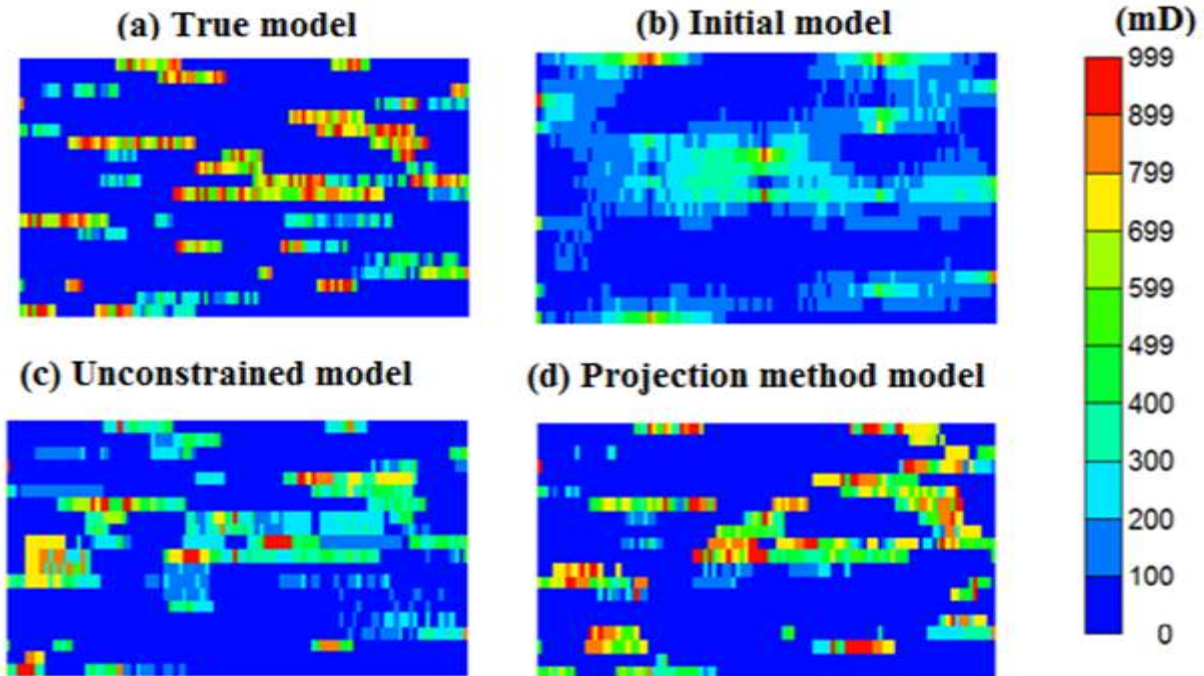 (a) True model
(b) Initial model
(mD)
999
899
799
699
599
499
400
300
200
100
0
(c) Unconstrained model
(d) Projection method model